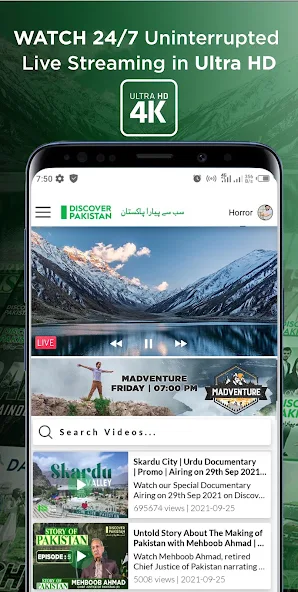 WATCH 24/7 Uninterrupted
Live Streaming in Ultra HD
ULTRA HD
4K
7:50
DISCOVER
PAKISTAN
سب سے پیارا پاکستان
Horror
LIVE
MADVENTURE
FRIDAY | 07:00 PM
MADVENTURE
Search Videos...
Skardu
VALLEY
Skardu City | Urdu Documentary
| Promo | Airing on 29th Sep 2021...
Watch our Special Documentary
Airing on 29th Sep 2021 on Discov...
695674 views | 2021-09-25
STORY OF
PAKISTAN
DISCOVER
PAKISTAN
EPISODE : 5
MEHBOOB AHMAD
Untold Story About The Making of
Pakistan with Mehboob Ahmad | ...
Watch Mehboob Ahmad, retired
Chief Justice of Pakistan narrating ...
5008 views | 2021-09-25